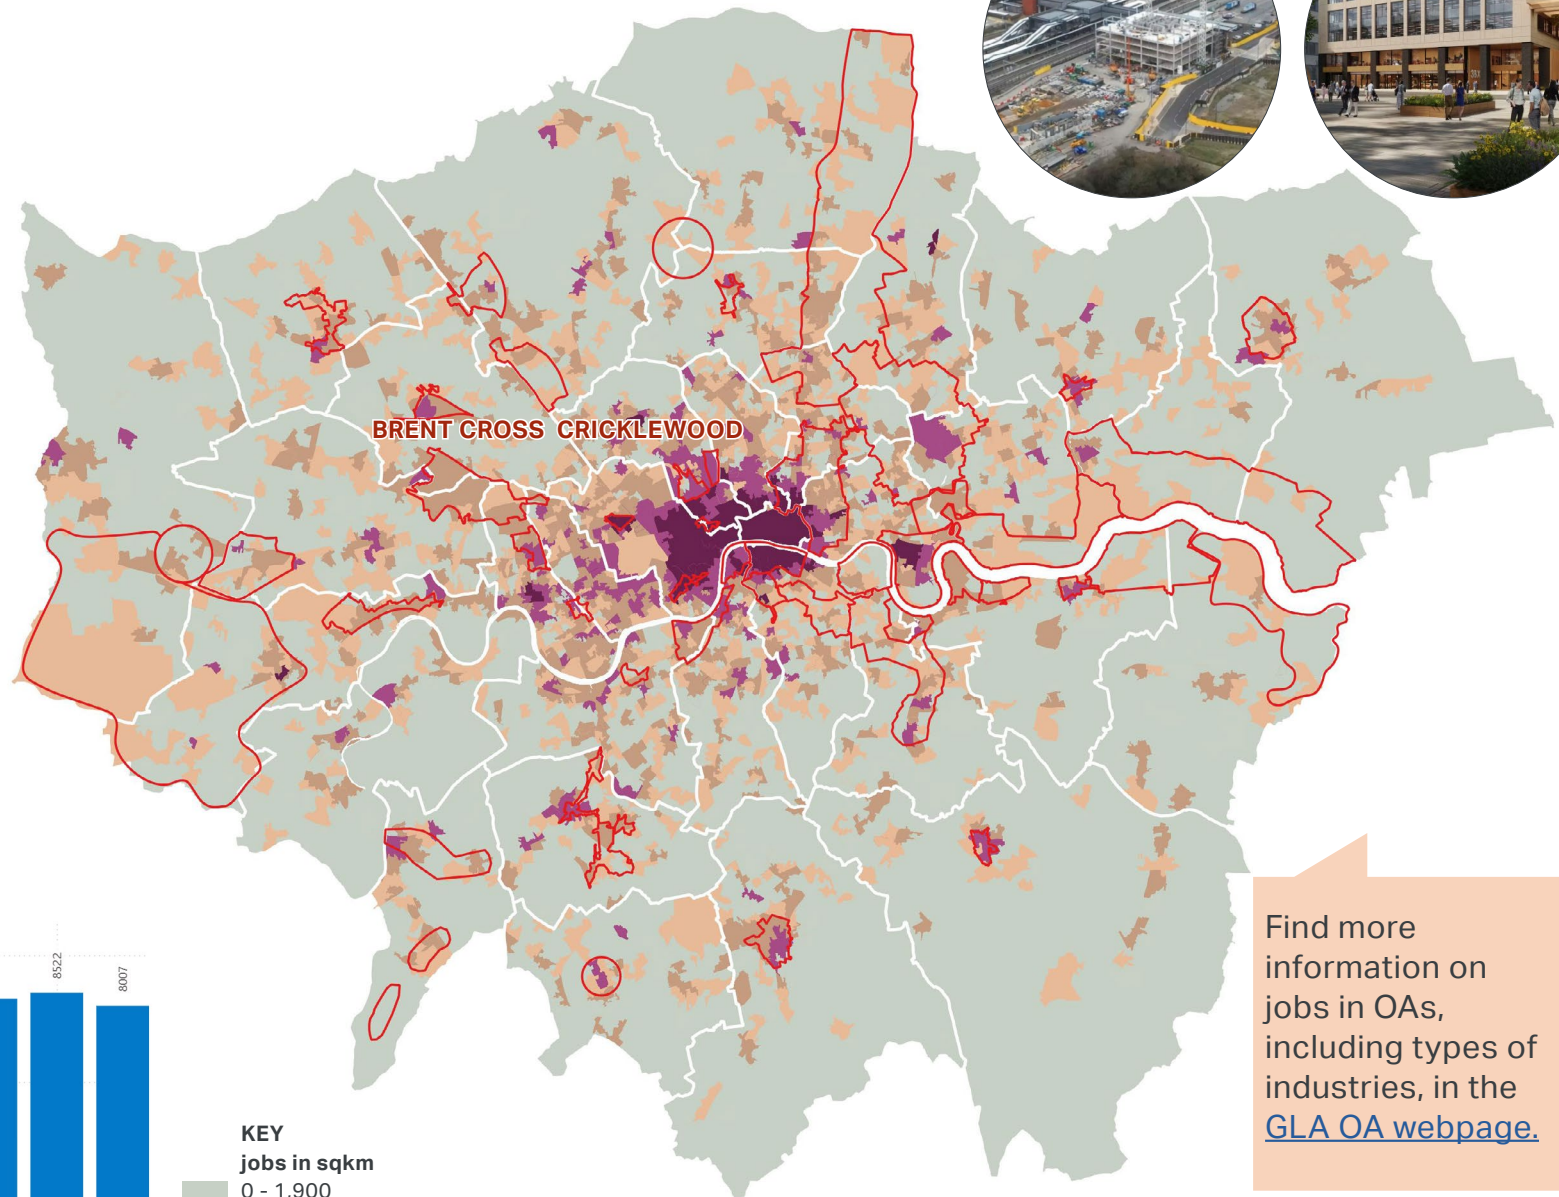 BRENT CROSS CRICKLEWOOD
Find more
information on
jobs in OAs,
including types of
industries, in the
GLA OA webpage.
8522
8007
KEY
jobs in sqkm
0 - 1,900